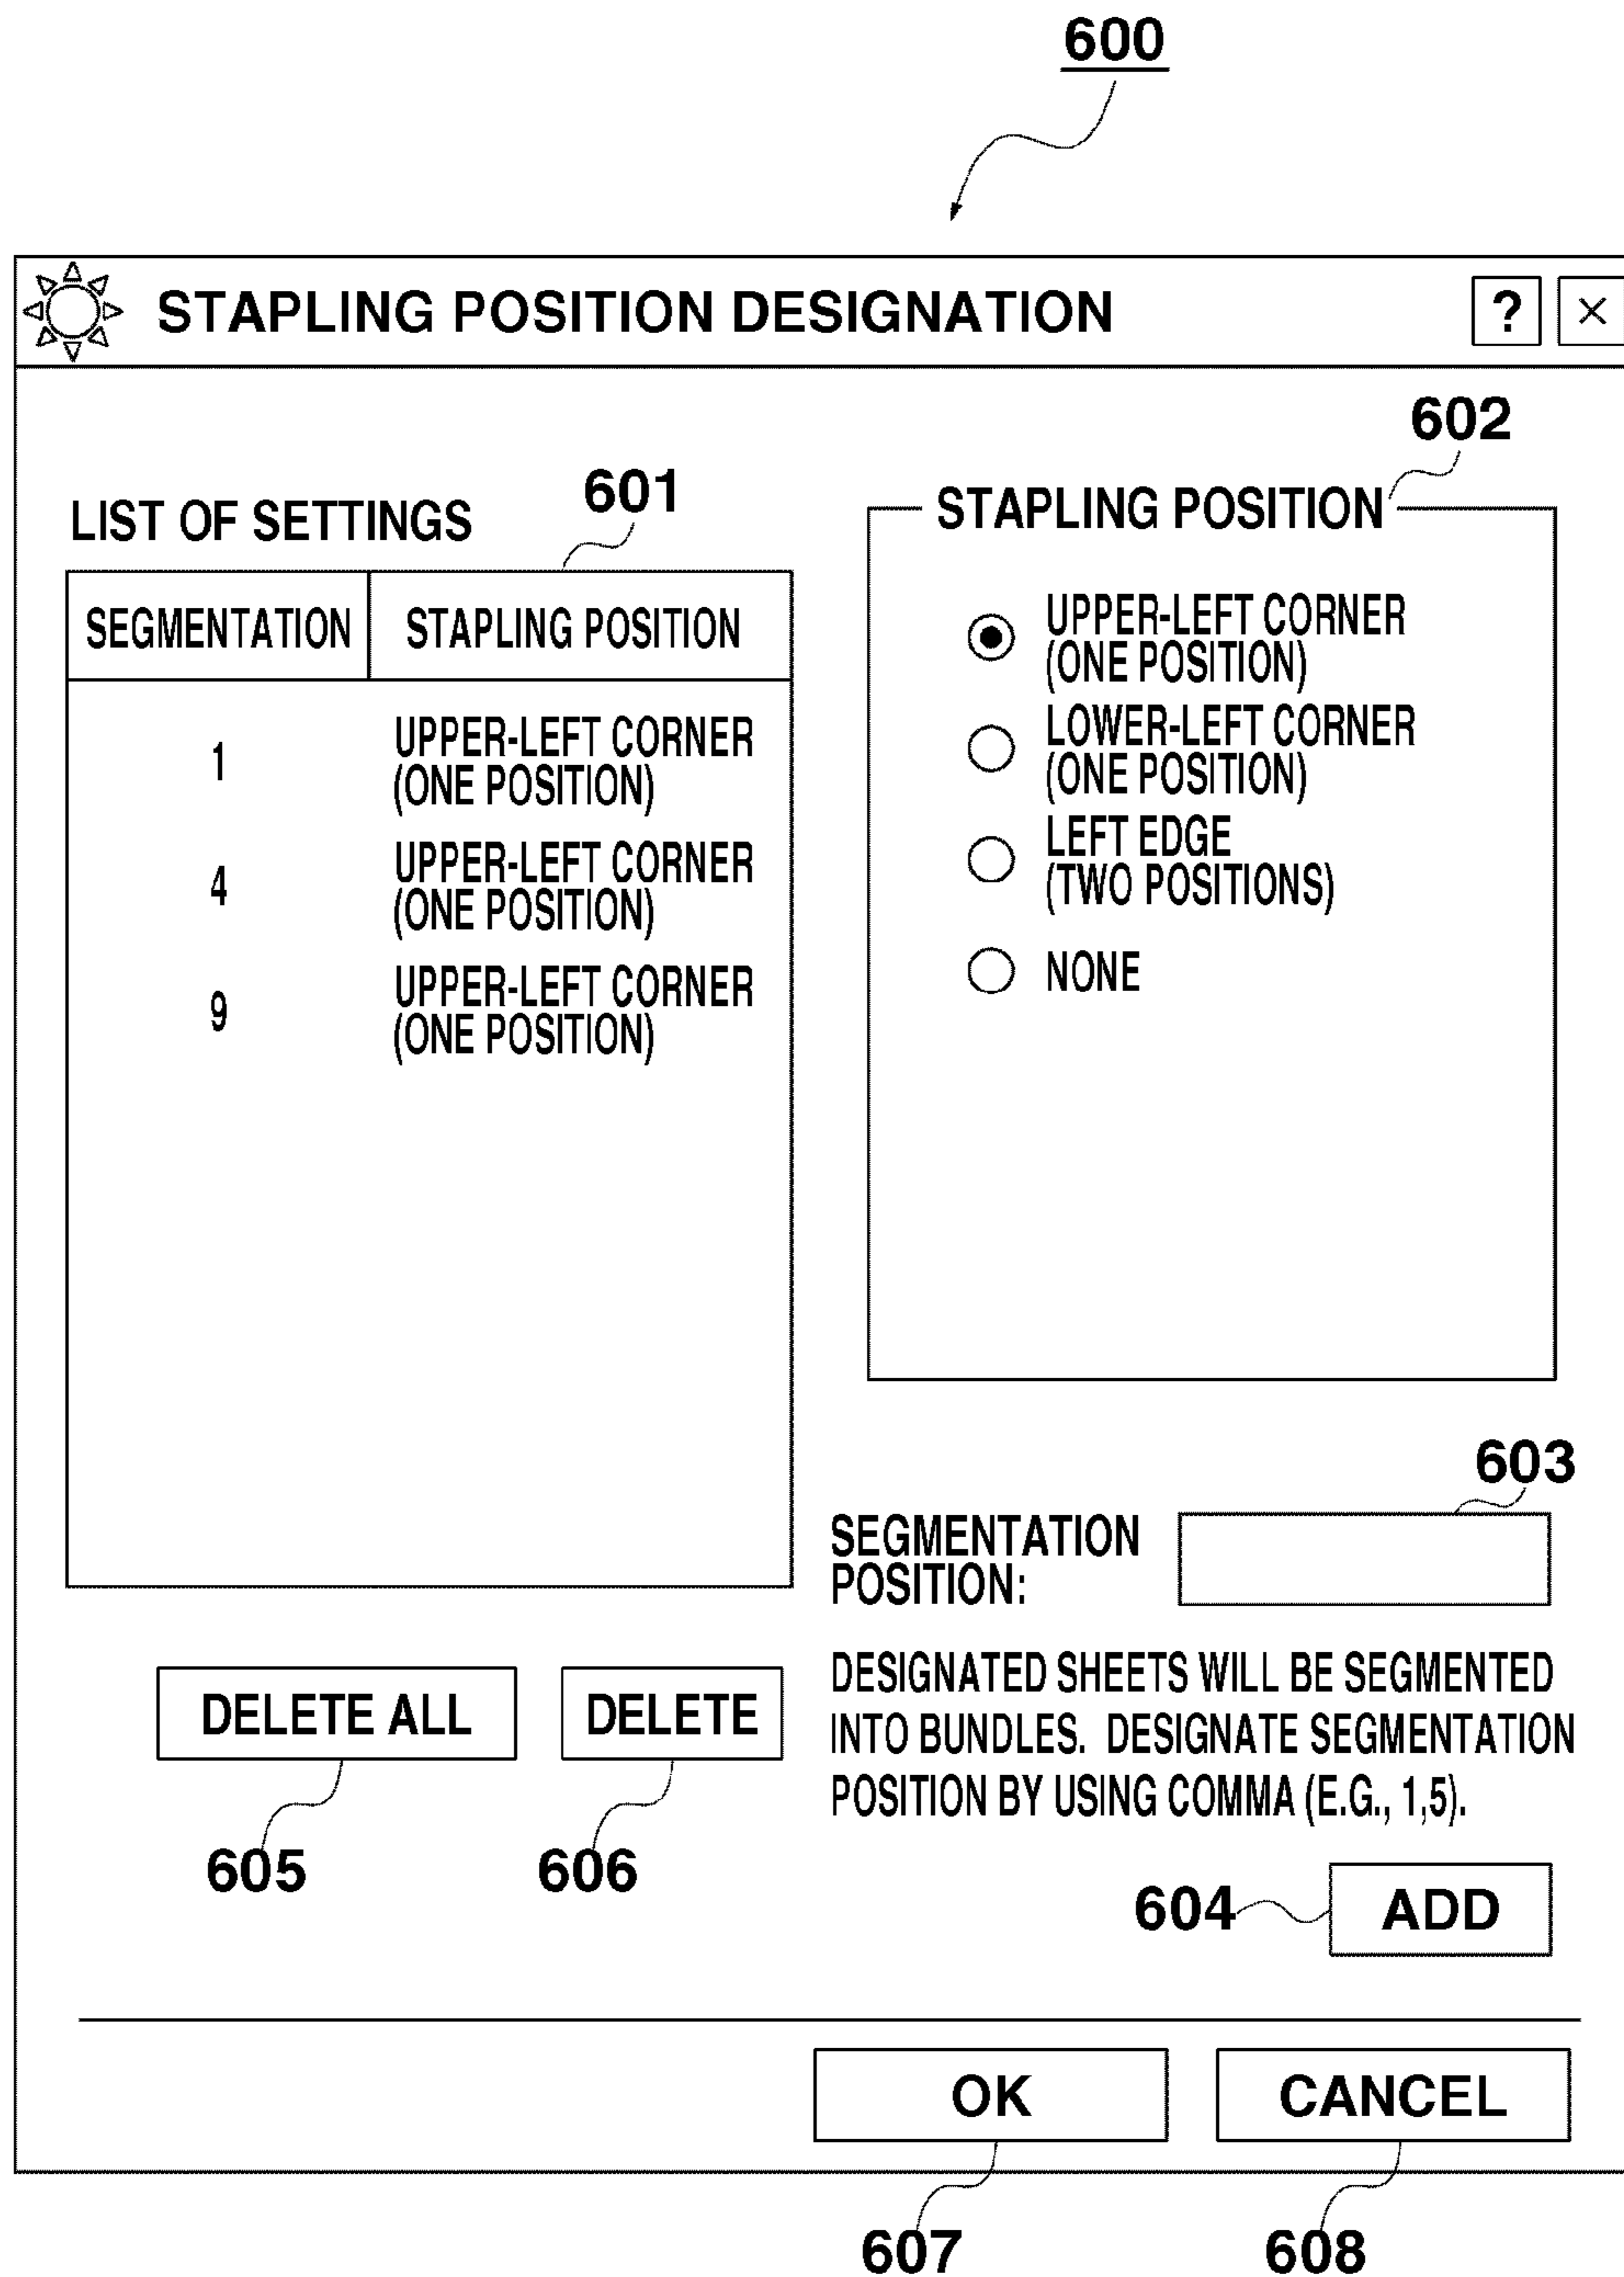 600
STAPLING POSITION DESIGNATION
?
×
602
LIST OF SETTINGS
601
STAPLING POSITION
SEGMENTATION
STAPLING POSITION
1
UPPER-LEFT CORNER
(ONE POSITION)
4
UPPER-LEFT CORNER
(ONE POSITION)
9
UPPER-LEFT CORNER
(ONE POSITION)
UPPER-LEFT CORNER
(ONE POSITION)
LOWER-LEFT CORNER
(ONE POSITION)
LEFT EDGE
(TWO POSITIONS)
NONE
603
SEGMENTATION
POSITION:
DESIGNATED SHEETS WILL BE SEGMENTED
INTO BUNDLES. DESIGNATE SEGMENTATION
POSITION BY USING COMMA (E.G., 1,5).
DELETE ALL
DELETE
605
606
604
ADD
OK
CANCEL
607
608